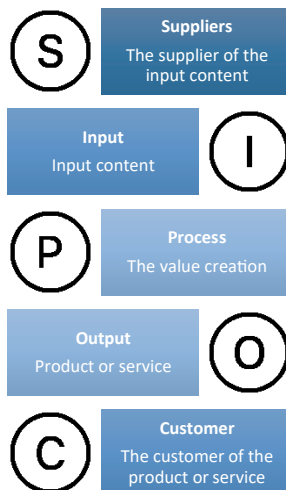 S
Suppliers
The supplier of the
input content
Input
Input content
I
P
Process
The value creation
Output
Product or service
O
C
Customer
The customer of the
product or service